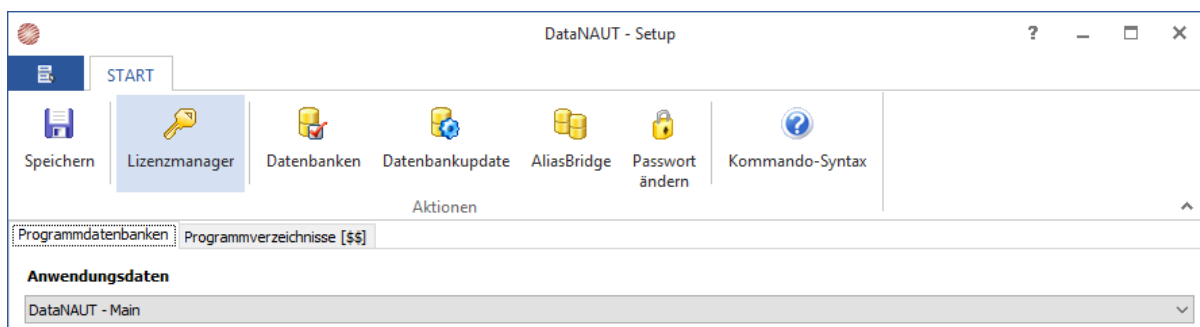 DataNAUT - Setup
START
Speichern
Lizenzmanager
Datenbanken
Datenbankupdate
AliasBridge
Passwort
ändern
Kommando-Syntax
Aktionen
Programmdatenbanken
Programmverzeichnisse [$$]
Anwendungsdaten
DataNAUT - Main